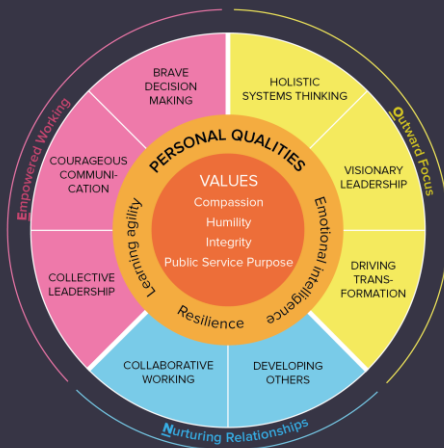 BRAVE
DECISION
MAKING
HOLISTIC
SYSTEMS THINKING
Empowered Working
Outward Focus
PERSONAL QUALITIES
COURAGEOUS
COMMUNI-
CATION
VISIONARY
LEADERSHIP
VALUES
Compassion
Humility
Integrity
Public Service Purpose
Learning agility
Emotional intelligence
Resilience
COLLECTIVE
LEADERSHIP
DRIVING
TRANS-
FORMATION
COLLABORATIVE
WORKING
DEVELOPING
OTHERS
Nurturing Relationships